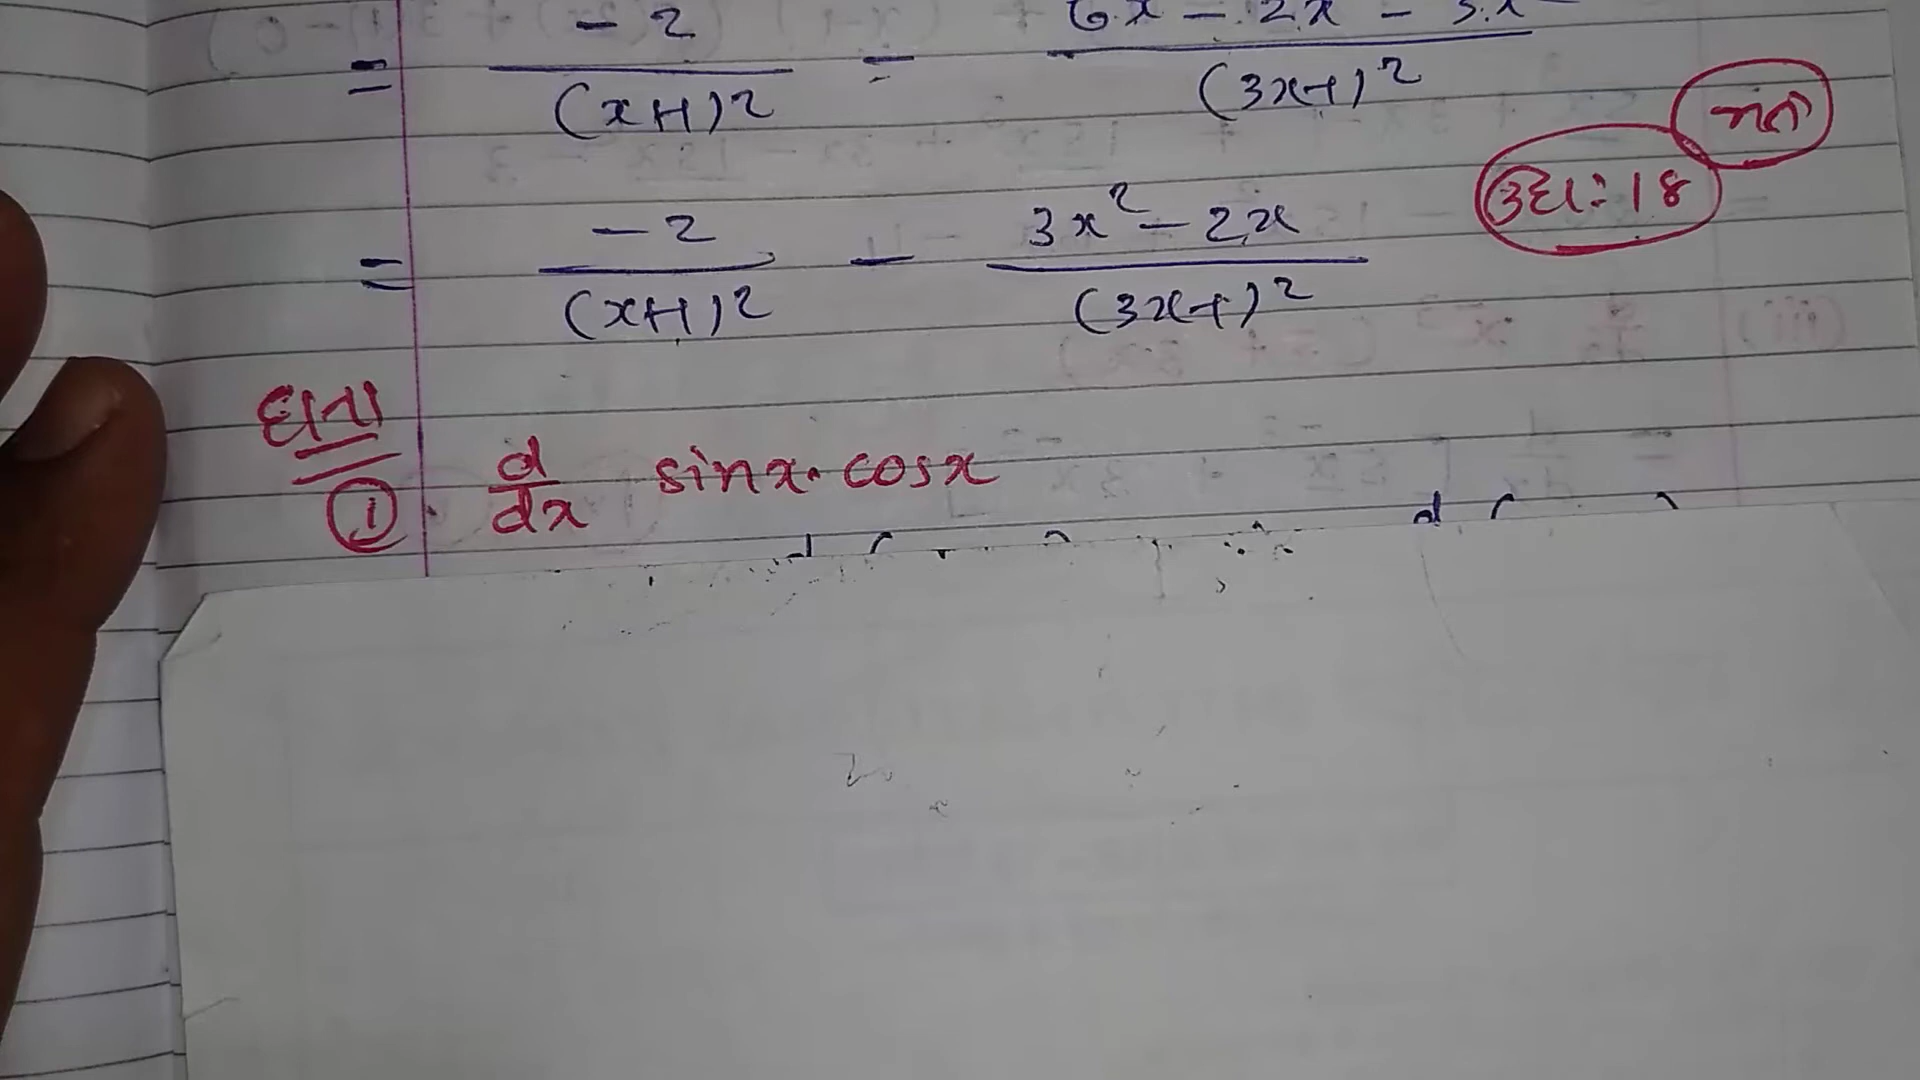 = -2/(x+1)² - 6x - 2x - 3x/(3x-1)²
= -2/(x+1)² - 3x² - 2x/(3x-1)²
ઉદા: 18
① d/dx sinx·cosx